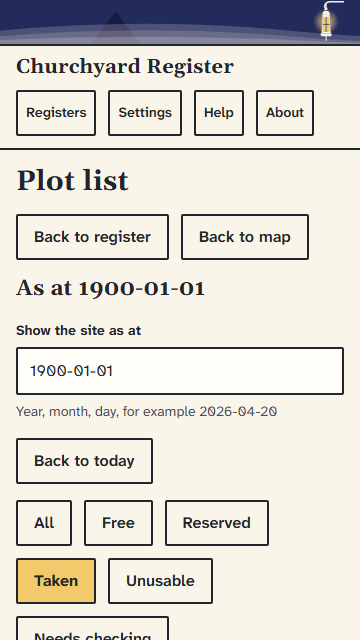 Churchyard Register
Registers Settings Help About
Plot list
Back to register Back to map
As at 1900-01-01
Show the site as at
1900-01-01
Year, month, day, for example 2026-04-20
Back to today
All Free Reserved
Taken Unusable
Needs checking